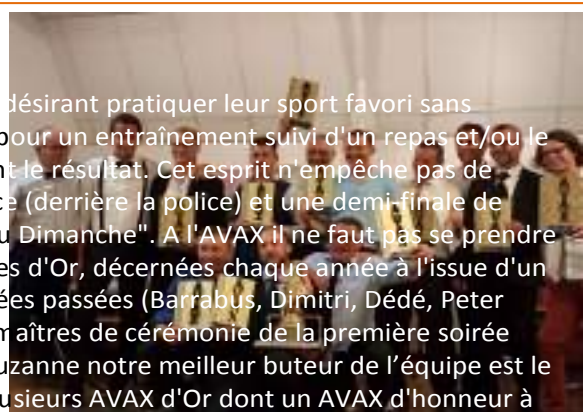 désirant pratiquer leur sport favori sans
pour un entraînement suivi d'un repas et/ou le
nt le résultat. Cet esprit n'empêche pas de
ce (derrière la police) et une demi-finale de
u Dimanche". A l'AVAX il ne faut pas se prendre
es d'Or, décernées chaque année à l'issue d'un
ées passées (Barrabus, Dimitri, Dédé, Peter
maîtres de cérémonie de la première soirée
uzanne notre meilleur buteur de l'équipe est le
usieurs AVAX d'Or dont un AVAX d'honneur à